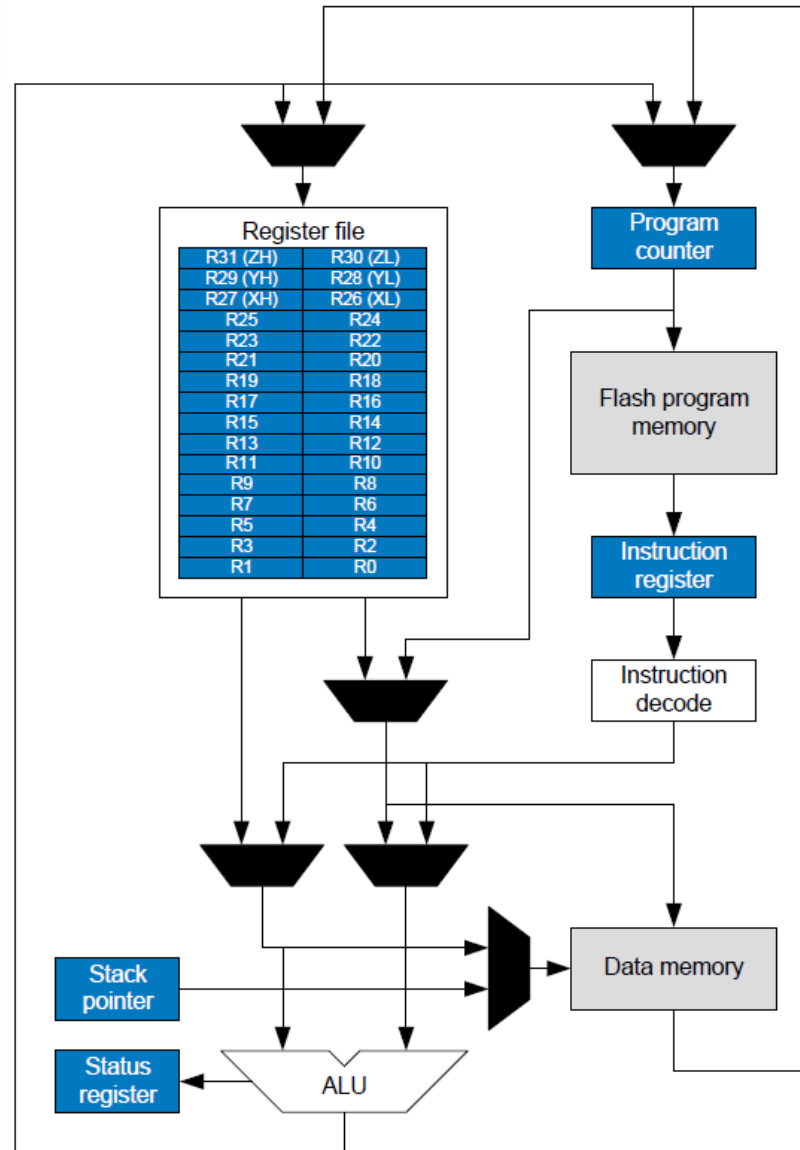 Register file
R31 (ZH) R30 (ZL)
R29 (YH) R28 (YL)
R27 (XH) R26 (XL)
R25 R24
R23 R22
R21 R20
R19 R18
R17 R16
R15 R14
R13 R12
R11 R10
R9 R8
R7 R6
R5 R4
R3 R2
R1 R0
Program
counter
Flash program
memory
Instruction
register
Instruction
decode
Stack
pointer
Data memory
Status
register
ALU